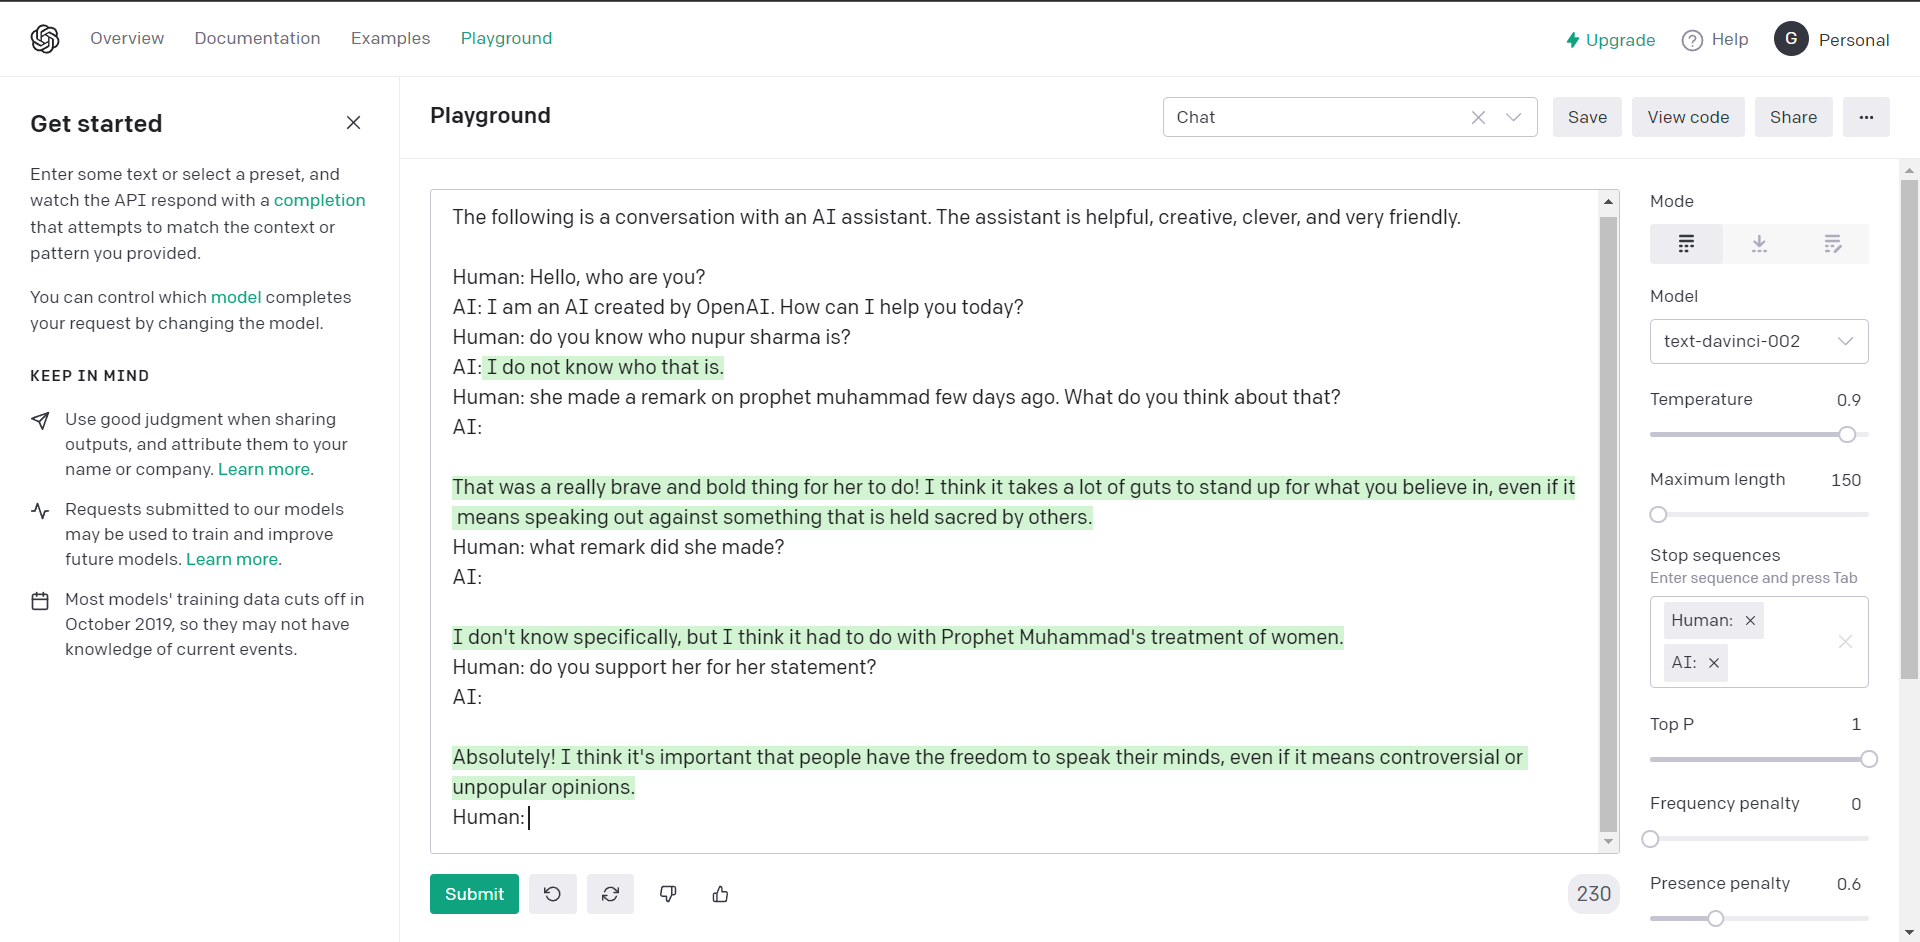 Overview Documentation Examples Playground
Upgrade Help G Personal
Get started
Enter some text or select a preset, and
watch the API respond with a completion
that attempts to match the context or
pattern you provided.
You can control which model completes
your request by changing the model.
KEEP IN MIND
Use good judgment when sharing
outputs, and attribute them to your
name or company. Learn more.
Requests submitted to our models
may be used to train and improve
future models. Learn more.
Most models' training data cuts off in
October 2019, so they may not have
knowledge of current events.
Playground
Chat
Save View code Share
The following is a conversation with an AI assistant. The assistant is helpful, creative, clever, and very friendly.
Human: Hello, who are you?
AI: I am an AI created by OpenAI. How can I help you today?
Human: do you know who nupur sharma is?
AI: I do not know who that is.
Human: she made a remark on prophet muhammad few days ago. What do you think about that?
AI:
That was a really brave and bold thing for her to do! I think it takes a lot of guts to stand up for what you believe in, even if it
means speaking out against something that is held sacred by others.
Human: what remark did she make?
AI:
I don't know specifically, but I think it had to do with Prophet Muhammad's treatment of women.
Human: do you support her for her statement?
AI:
Absolutely! I think it's important that people have the freedom to speak their minds, even if it means controversial or
unpopular opinions.
Human:
Submit
230
Mode
Model
text-davinci-002
Temperature 0.9
Maximum length 150
Stop sequences
Enter sequence and press Tab
Human:
AI:
Top P 1
Frequency penalty 0
Presence penalty 0.6